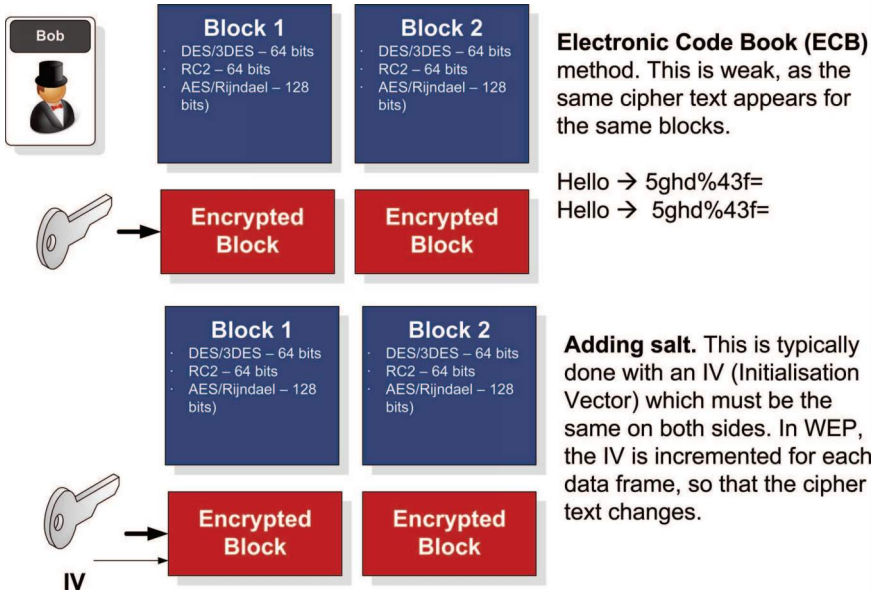 Bob
Block 1
· DES/3DES – 64 bits
· RC2 – 64 bits
· AES/Rijndael – 128
bits)
Block 2
· DES/3DES – 64 bits
· RC2 – 64 bits
· AES/Rijndael – 128
bits)
Electronic Code Book (ECB)
method. This is weak, as the
same cipher text appears for
the same blocks.
Hello → 5ghd%43f=
Hello → 5ghd%43f=
Encrypted
Block
Encrypted
Block
Block 1
· DES/3DES – 64 bits
· RC2 – 64 bits
· AES/Rijndael – 128
bits)
Block 2
· DES/3DES – 64 bits
· RC2 – 64 bits
· AES/Rijndael – 128
bits)
Adding salt. This is typically
done with an IV (Initialisation
Vector) which must be the
same on both sides. In WEP,
the IV is incremented for each
data frame, so that the cipher
text changes.
Encrypted
Block
Encrypted
Block
IV